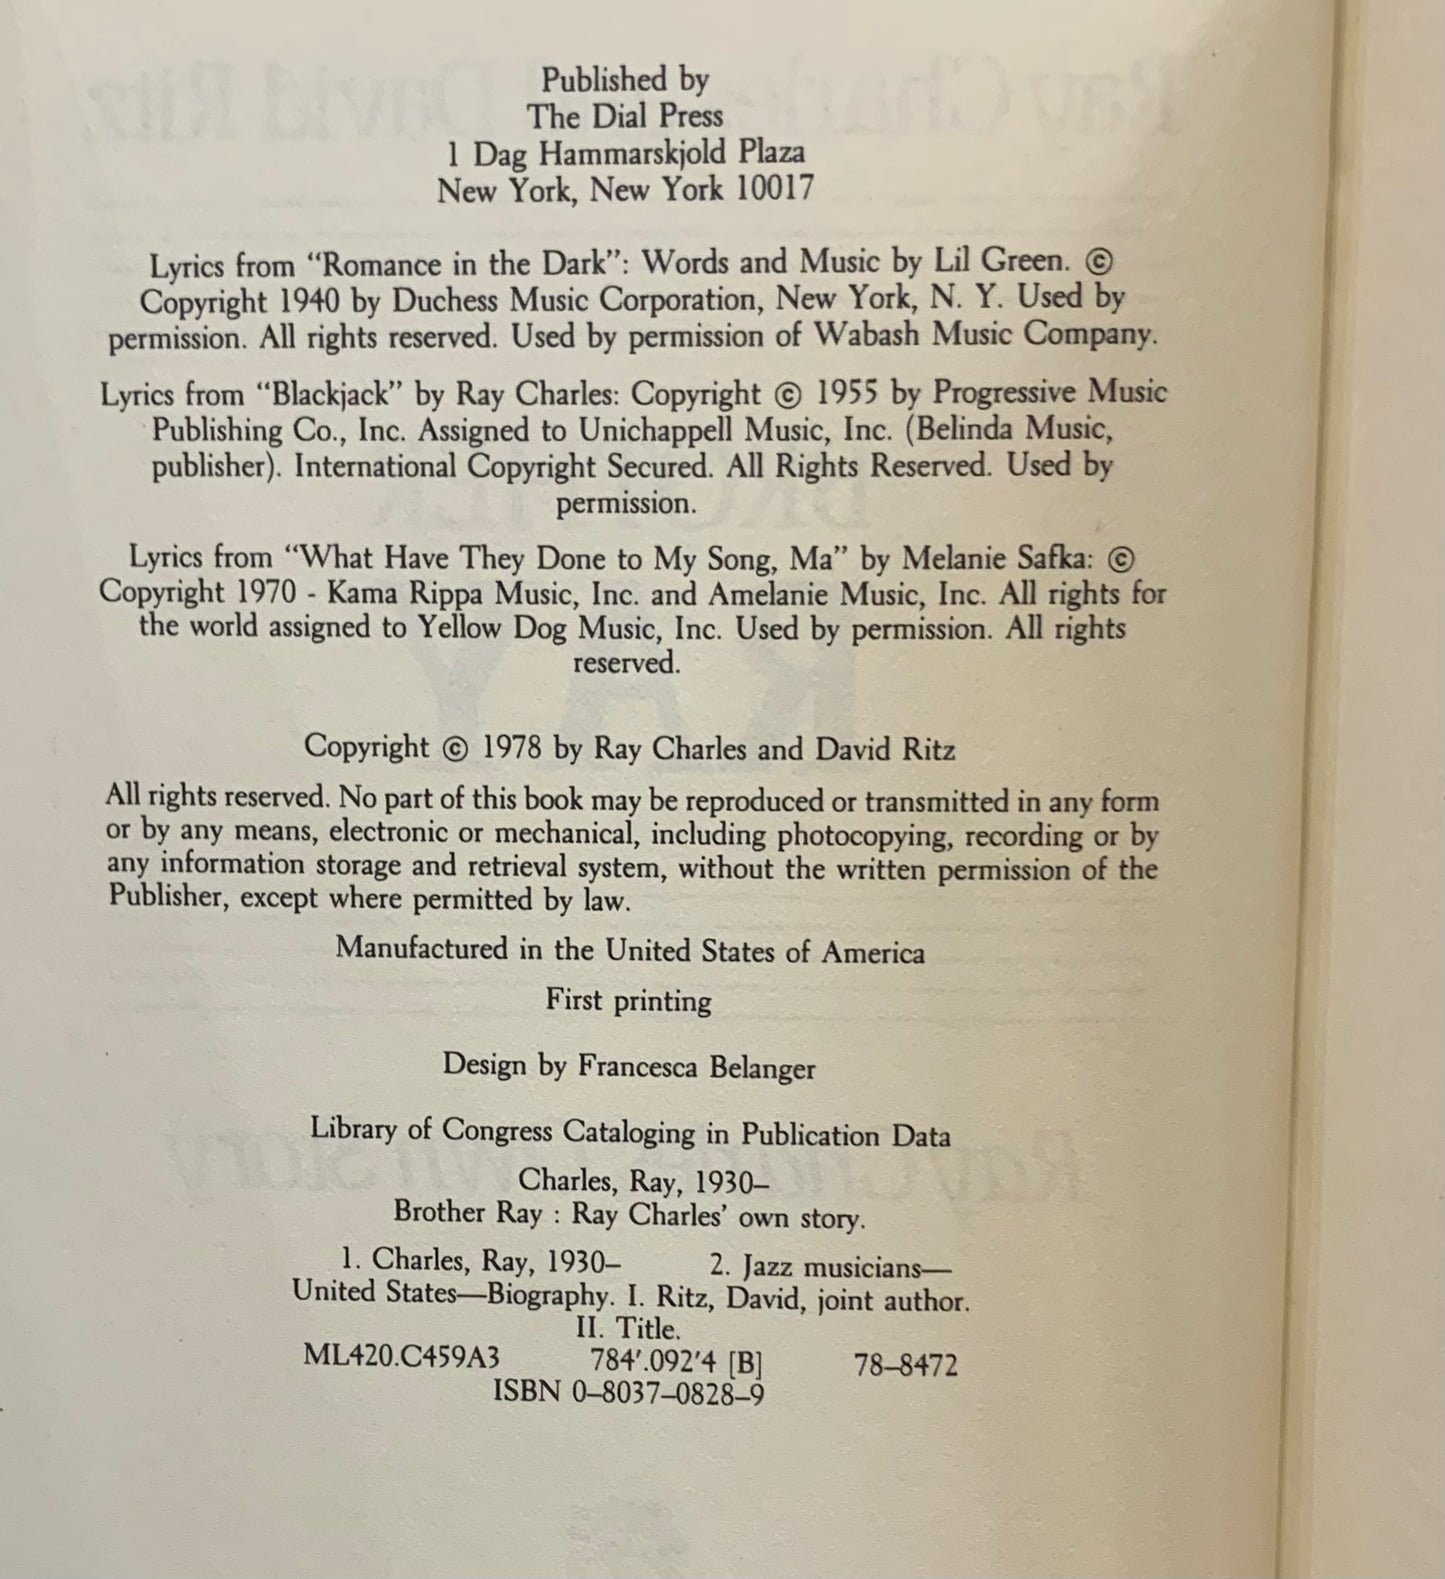 Published by
The Dial Press
1 Dag Hammarskjold Plaza
New York, New York 10017
Lyrics from “Romance in the Dark”: Words and Music by Lil Green. ©
Copyright 1940 by Duchess Music Corporation, New York, N. Y. Used by
permission. All rights reserved. Used by permission of Wabash Music Company.
Lyrics from “Blackjack” by Ray Charles: Copyright © 1955 by Progressive Music
Publishing Co., Inc. Assigned to Unichappell Music, Inc. (Belinda Music,
publisher). International Copyright Secured. All Rights Reserved. Used by
permission.
Lyrics from “What Have They Done to My Song, Ma” by Melanie Safka: ©
Copyright 1970 - Kama Rippa Music, Inc. and Amelanie Music, Inc. All rights for
the world assigned to Yellow Dog Music, Inc. Used by permission. All rights
reserved.
Copyright © 1978 by Ray Charles and David Ritz
All rights reserved. No part of this book may be reproduced or transmitted in any form
or by any means, electronic or mechanical, including photocopying, recording or by
any information storage and retrieval system, without the written permission of the
Publisher, except where permitted by law.
Manufactured in the United States of America
First printing
Design by Francesca Belanger
Library of Congress Cataloging in Publication Data
Charles, Ray, 1930–
Brother Ray : Ray Charles’ own story.
1. Charles, Ray, 1930– 2. Jazz musicians—
United States—Biography. I. Ritz, David, joint author.
II. Title.
ML420.C459A3 784′.092′4 [B] 78–8472
ISBN 0–8037–0828–9